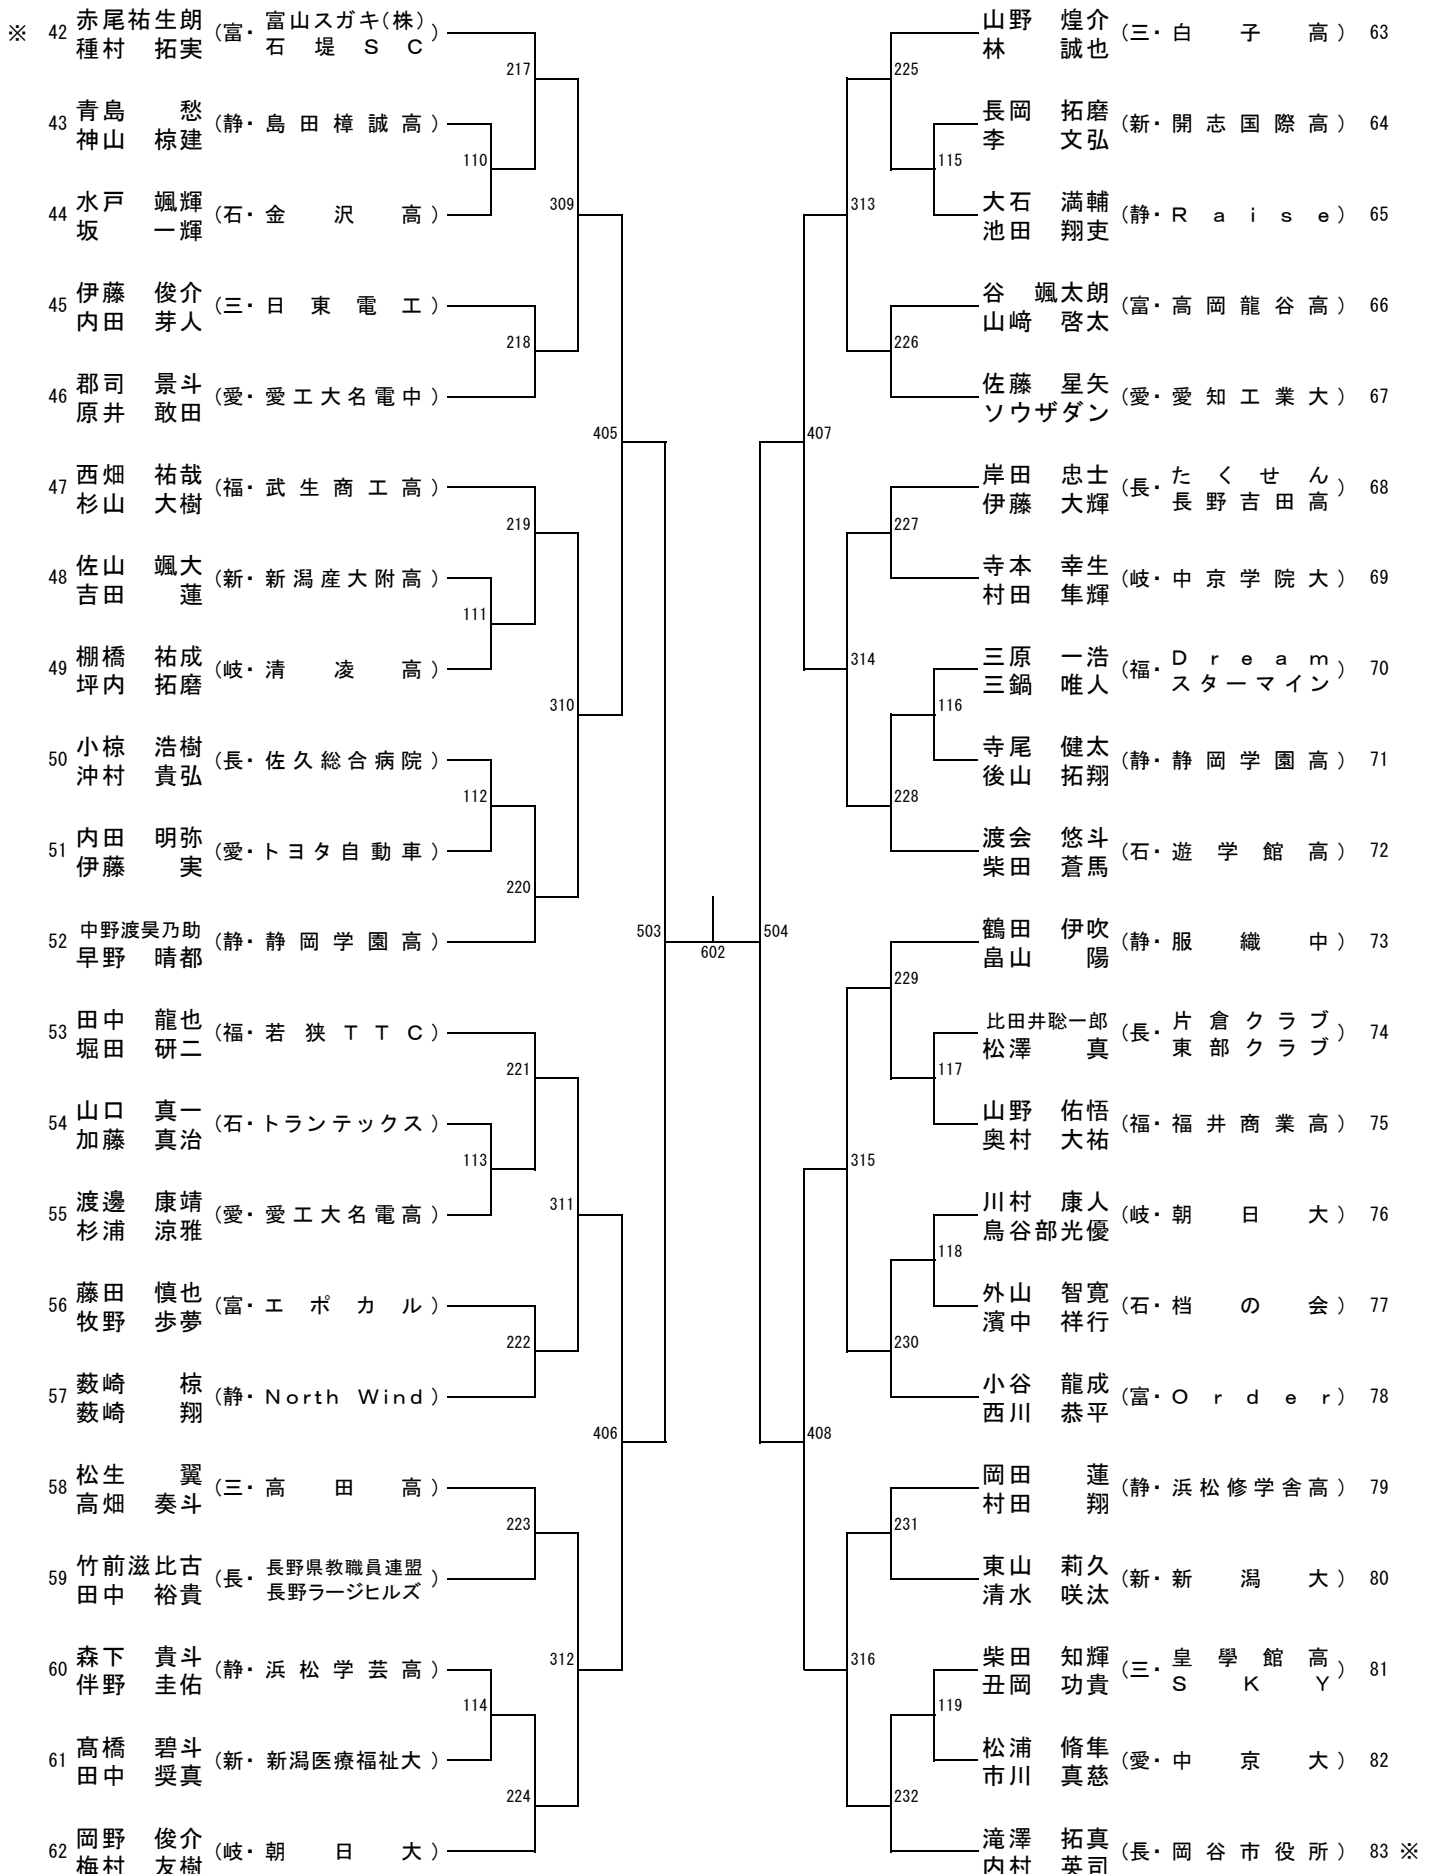 ※ 42 赤尾祐生朗 種村 拓実 (富・富山スガキ(株) 石堤SC)
217
43 青島 愁 神山 椋建 (静・島田樟誠高)
110
44 水戸 颯輝 坂 一輝 (石・金沢高)
309
45 伊藤 俊介 内田 芽人 (三・日東電工)
218
46 郡司 景斗 原井 敢田 (愛・愛工大名電中)
405
47 西畑 祐哉 杉山 大樹 (福・武生商工高)
219
48 佐山 颯大 吉田 蓮 (新・新潟産大附高)
111
49 棚橋 祐成 坪内 拓磨 (岐・清凌高)
310
50 小椋 浩樹 沖村 貴弘 (長・佐久総合病院)
112
51 内田 明弥 伊藤 実 (愛・トヨタ自動車)
220
52 中野渡昊乃助 早野 晴都 (静・静岡学園高)
503
53 田中 龍也 堀田 研二 (福・若狭TTC)
221
54 山口 真一 加藤 真治 (石・トランテックス)
113
55 渡邊 康靖 杉浦 涼雅 (愛・愛工大名電高)
311
56 藤田 慎也 牧野 歩夢 (富・エポカル)
222
57 薮崎 椋 薮崎 翔 (静・North Wind)
406
58 松生 翼 高畑 奏斗 (三・高田高)
223
59 竹前滋比古 田中 裕貴 (長・長野県教職員連盟 長野ラージヒルズ)
60 森下 貴斗 伴野 圭佑 (静・浜松学芸高)
312
114
61 髙橋 碧斗 田中 奨真 (新・新潟医療福祉大)
224
62 岡野 俊介 梅村 友樹 (岐・朝日大)
602
山野 煌介 林 誠也 (三・白子高) 63
225
長岡 拓磨 李 文弘 (新・開志国際高) 64
115
大石 満輔 池田 翔吏 (静・Raise) 65
313
谷 颯太朗 山﨑 啓太 (富・高岡龍谷高) 66
226
佐藤 星矢 ソウザダン (愛・愛知工業大) 67
407
岸田 忠士 伊藤 大輝 (長・たくせん 長野吉田高) 68
227
寺本 幸生 村田 隼輝 (岐・中京学院大) 69
314
三原 一浩 三鍋 唯人 (福・Dream スターマイン) 70
116
寺尾 健太 後山 拓翔 (静・静岡学園高) 71
228
渡会 悠斗 柴田 蒼馬 (石・遊学館高) 72
504
鶴田 伊吹 畠山 陽 (静・服織中) 73
229
比田井聡一郎 松澤 真 (長・片倉クラブ 東部クラブ) 74
117
山野 佑悟 奥村 大祐 (福・福井商業高) 75
315
川村 康人 鳥谷部光優 (岐・朝日大) 76
118
外山 智寛 濱中 祥行 (石・档の会) 77
230
小谷 龍成 西川 恭平 (富・Order) 78
408
岡田 蓮 村田 翔 (静・浜松修学舎高) 79
231
東山 莉久 清水 咲汰 (新・新潟大) 80
316
柴田 知輝 丑岡 功貴 (三・皇學館高 SKY) 81
119
松浦 脩隼 市川 真慈 (愛・中京大) 82
232
滝澤 拓真 内村 英司 (長・岡谷市役所) 83 ※